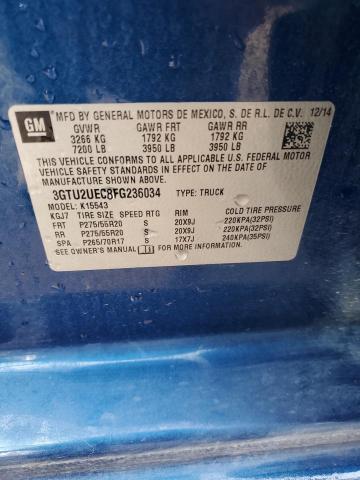 GM
MFD BY GENERAL MOTORS DE MEXICO, S. DE R.L. DE C.V. 12/14
GVWR GAWR FRT GAWR RR
3266 KG 1792 KG 1792 KG
7200 LB 3950 LB 3950 LB
THIS VEHICLE CONFORMS TO ALL APPLICABLE U.S. FEDERAL MOTOR
VEHICLE SAFETY STANDARDS IN EFFECT ON THE DATE OF
MANUFACTURE SHOWN ABOVE.
3GTU2UEC8FG236034 TYPE: TRUCK
MODEL: K15543
KGJ7 TIRE SIZE SPEED RTG RIM COLD TIRE PRESSURE
FRT P275/55R20 S 20X9J 220KPA(32PSI)
RR P275/55R20 S 20X9J 220KPA(32PSI)
SPA P265/70R17 S 17X7J 240KPA(35PSI)
SEE OWNER'S MANUAL FOR ADDITIONAL INFORMATION.